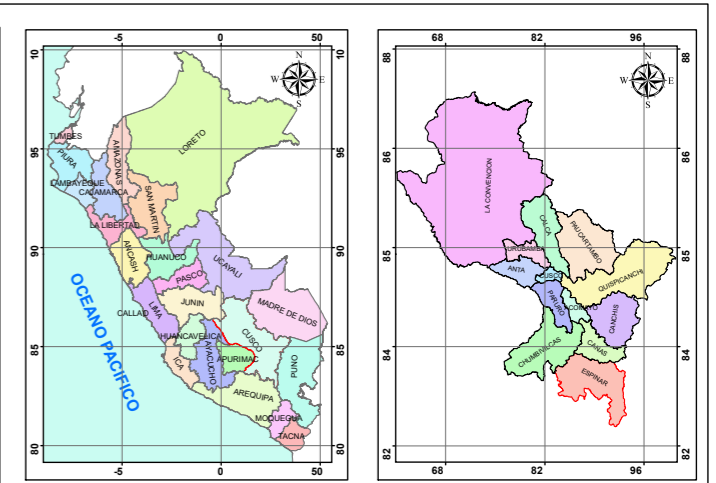 -5 0 50
10
N
W E
S
TUMBES
PIURA
AMAZONAS
LORETO
LAMBAYEQUE
CAJAMARCA
SAN MARTIN
LA LIBERTAD
ANCASH
HUANUCO
UCAYALI
PASCO
JUNIN
LIMA
CALLAO
MADRE DE DIOS
HUANCAVELICA
CUSCO
AYACUCHO
APURIMAC
ICA
PUNO
AREQUIPA
MOQUEGUA
TACNA
OCEANO PACIFICO
10
95 95
90 90
85 85
80 80
-5 0 50
68 82 96
88 88
N
W E
S
86 86
LA CONVENCION
CALCA
PAUCARTAMBO
URUBAMBA
85 85
ANTA
CUSCO
QUISPICANCHI
PARURO
ACOMAYO
CANCHIS
84 84
CHUMBIVILCAS
CANAS
ESPINAR
82 82
68 82 96